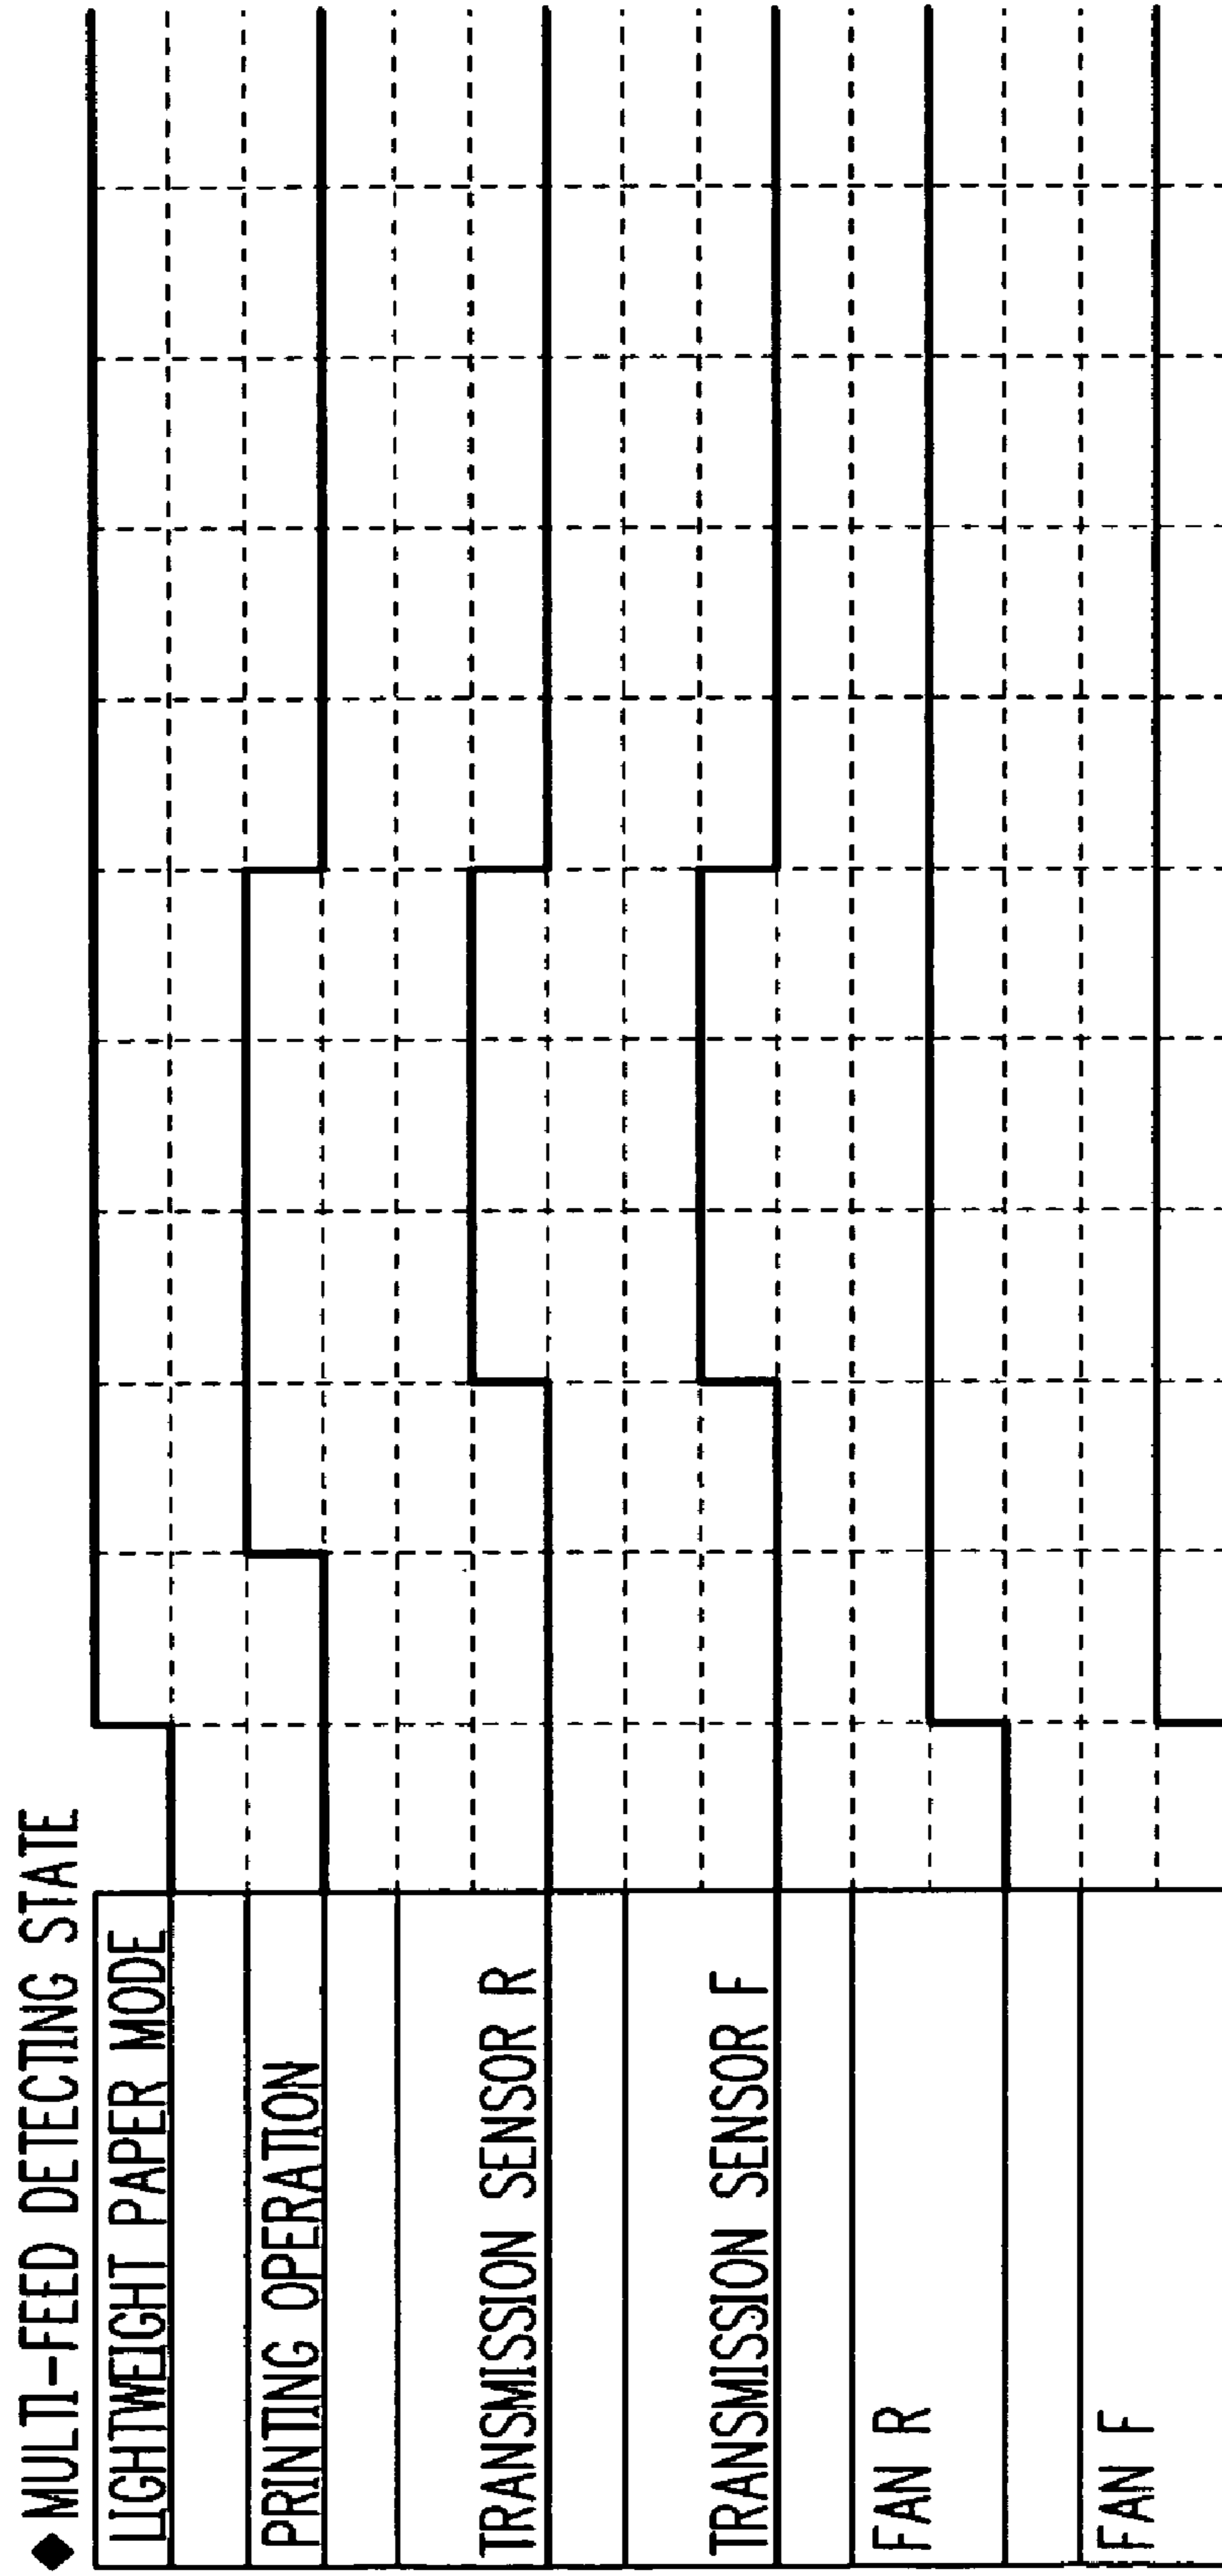 ◆ MULTI-FEED DETECTING STATE
LIGHTWEIGHT PAPER MODE
PRINTING OPERATION
TRANSMISSION SENSOR R
TRANSMISSION SENSOR F
FAN R
FAN F